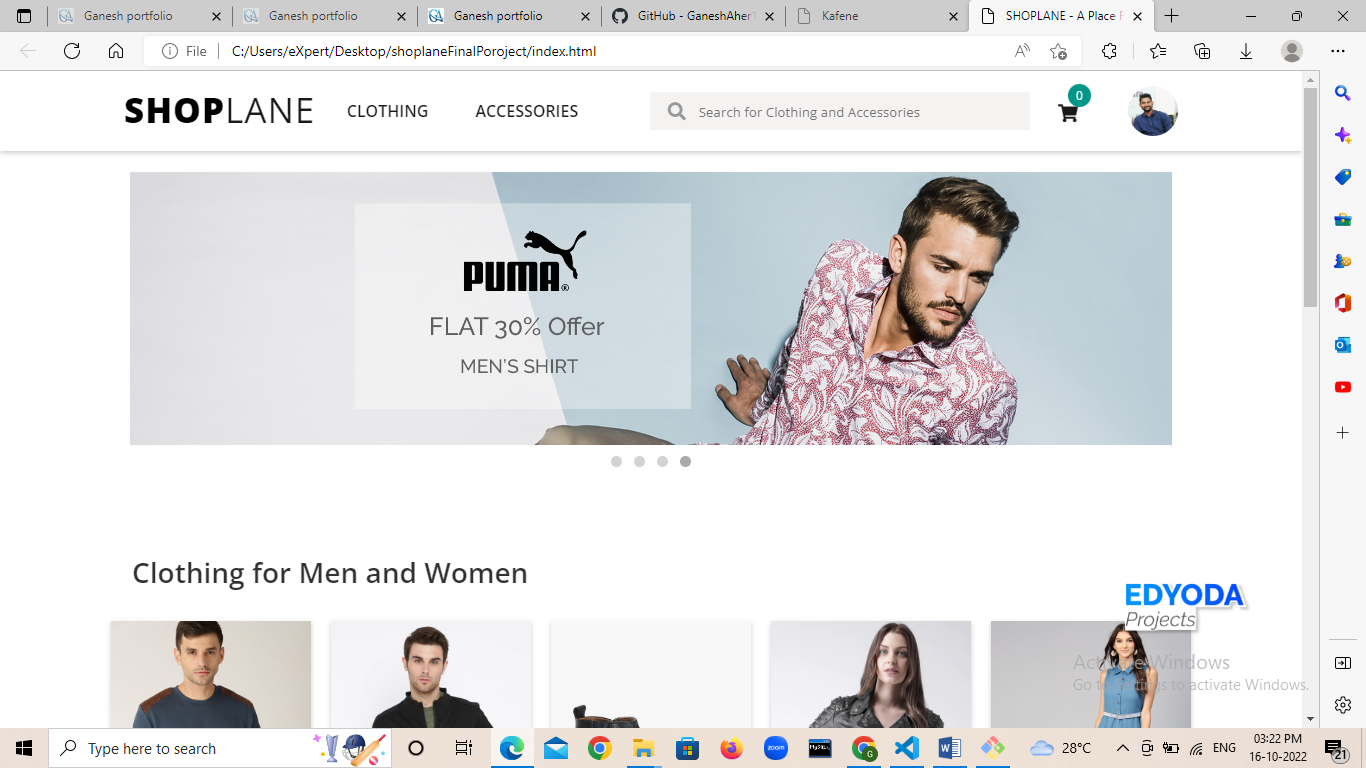 Ganesh portfolio
Ganesh portfolio
Ganesh portfolio
GitHub - GaneshAher
Kafene
SHOPLANE - A Place F
File
C:/Users/eXpert/Desktop/shoplaneFinalPoroject/index.html
SHOPLANE
CLOTHING
ACCESSORIES
Search for Clothing and Accessories
0
PUMA®
FLAT 30% Offer
MEN'S SHIRT
Clothing for Men and Women
EDYODA
Projects
Activate Windows
Go to Settings to activate Windows.
Type here to search
zoom
MySQL
G
28°C
ENG
03:22 PM
16-10-2022
21